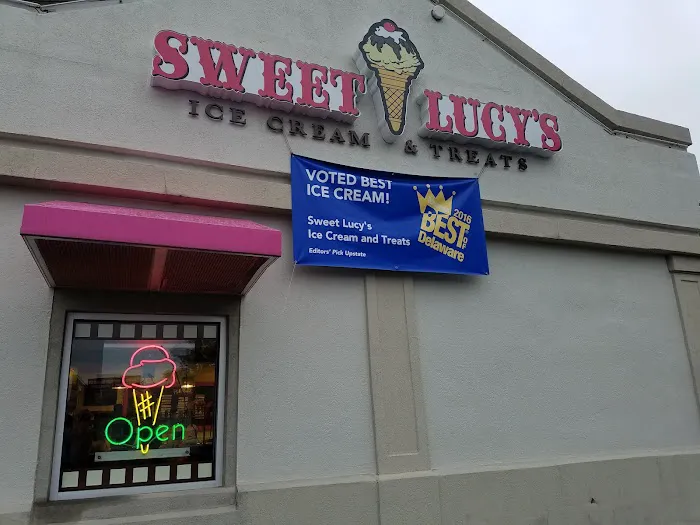 SWEET LUCY'S
ICE CREAM & TREATS
VOTED BEST
ICE CREAM!
Sweet Lucy's
Ice Cream and Treats
Editors' Pick Upstate
2016
BEST OF
Delaware
Open